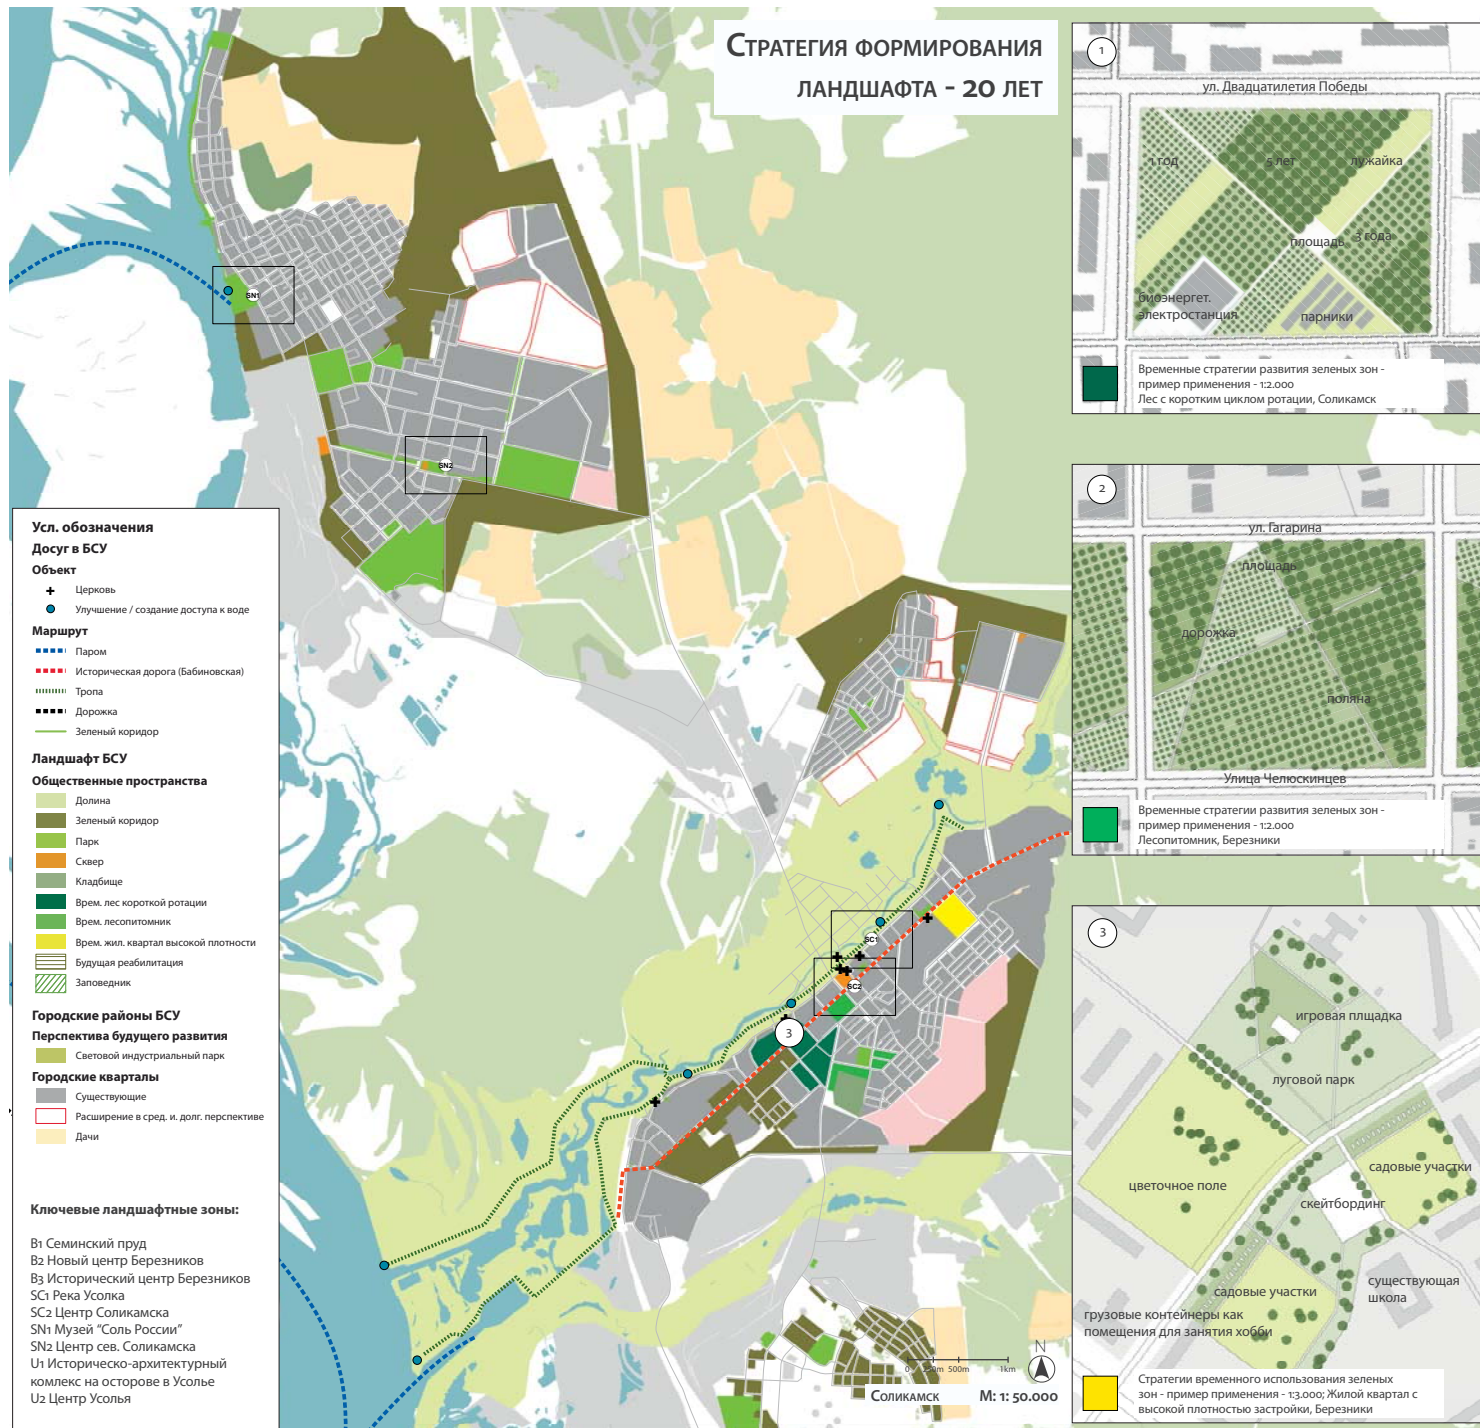 Стратегия формирования
ландшафта - 20 лет
SN1
SN2
SC1
SC2
3
Усл. обозначения
Досуг в БСУ
Объект
Церковь
Улучшение / создание доступа к воде
Маршрут
Паром
Историческая дорога (Бабиновская)
Тропа
Дорожка
Зеленый коридор
Ландшафт БСУ
Общественные пространства
Долина
Зеленый коридор
Парк
Сквер
Кладбище
Врем. лес короткой ротации
Врем. лесопитомник
Врем. жил. квартал высокой плотности
Будущая реабилитация
Заповедник
Городские районы БСУ
Перспектива будущего развития
Световой индустриальный парк
Городские кварталы
Существующие
Расширение в сред. и. долг. перспективе
Дачи
Ключевые ландшафтные зоны:
B1 Семинский пруд
B2 Новый центр Березников
B3 Исторический центр Березников
SC1 Река Усолка
SC2 Центр Соликамска
SN1 Музей "Соль России"
SN2 Центр сев. Соликамска
U1 Историческо-архитектурный
комлекс на осторове в Усолье
U2 Центр Усолья
N
0 250m 500m 1km
Соликамск М: 1: 50.000
1
ул. Двадцатилетия Победы
1 год
5 лет
лужайка
площадь
3 года
биоэнергет.
электростанция
парники
Временные стратегии развития зеленых зон -
пример применения - 1:2.000
Лес с коротким циклом ротации, Соликамск
2
ул. Гагарина
площадь
дорожка
поляна
Улица Челюскинцев
Временные стратегии развития зеленых зон -
пример применения - 1:2.000
Лесопитомник, Березники
3
игровая плщадка
луговой парк
садовые участки
цветочное поле
скейтбординг
садовые участки
существующая
школа
грузовые контейнеры как
помещения для занятия хобби
Стратегии временного использования зеленых
зон - пример применения - 1:3.000; Жилой квартал с
высокой плотностью застройки, Березники